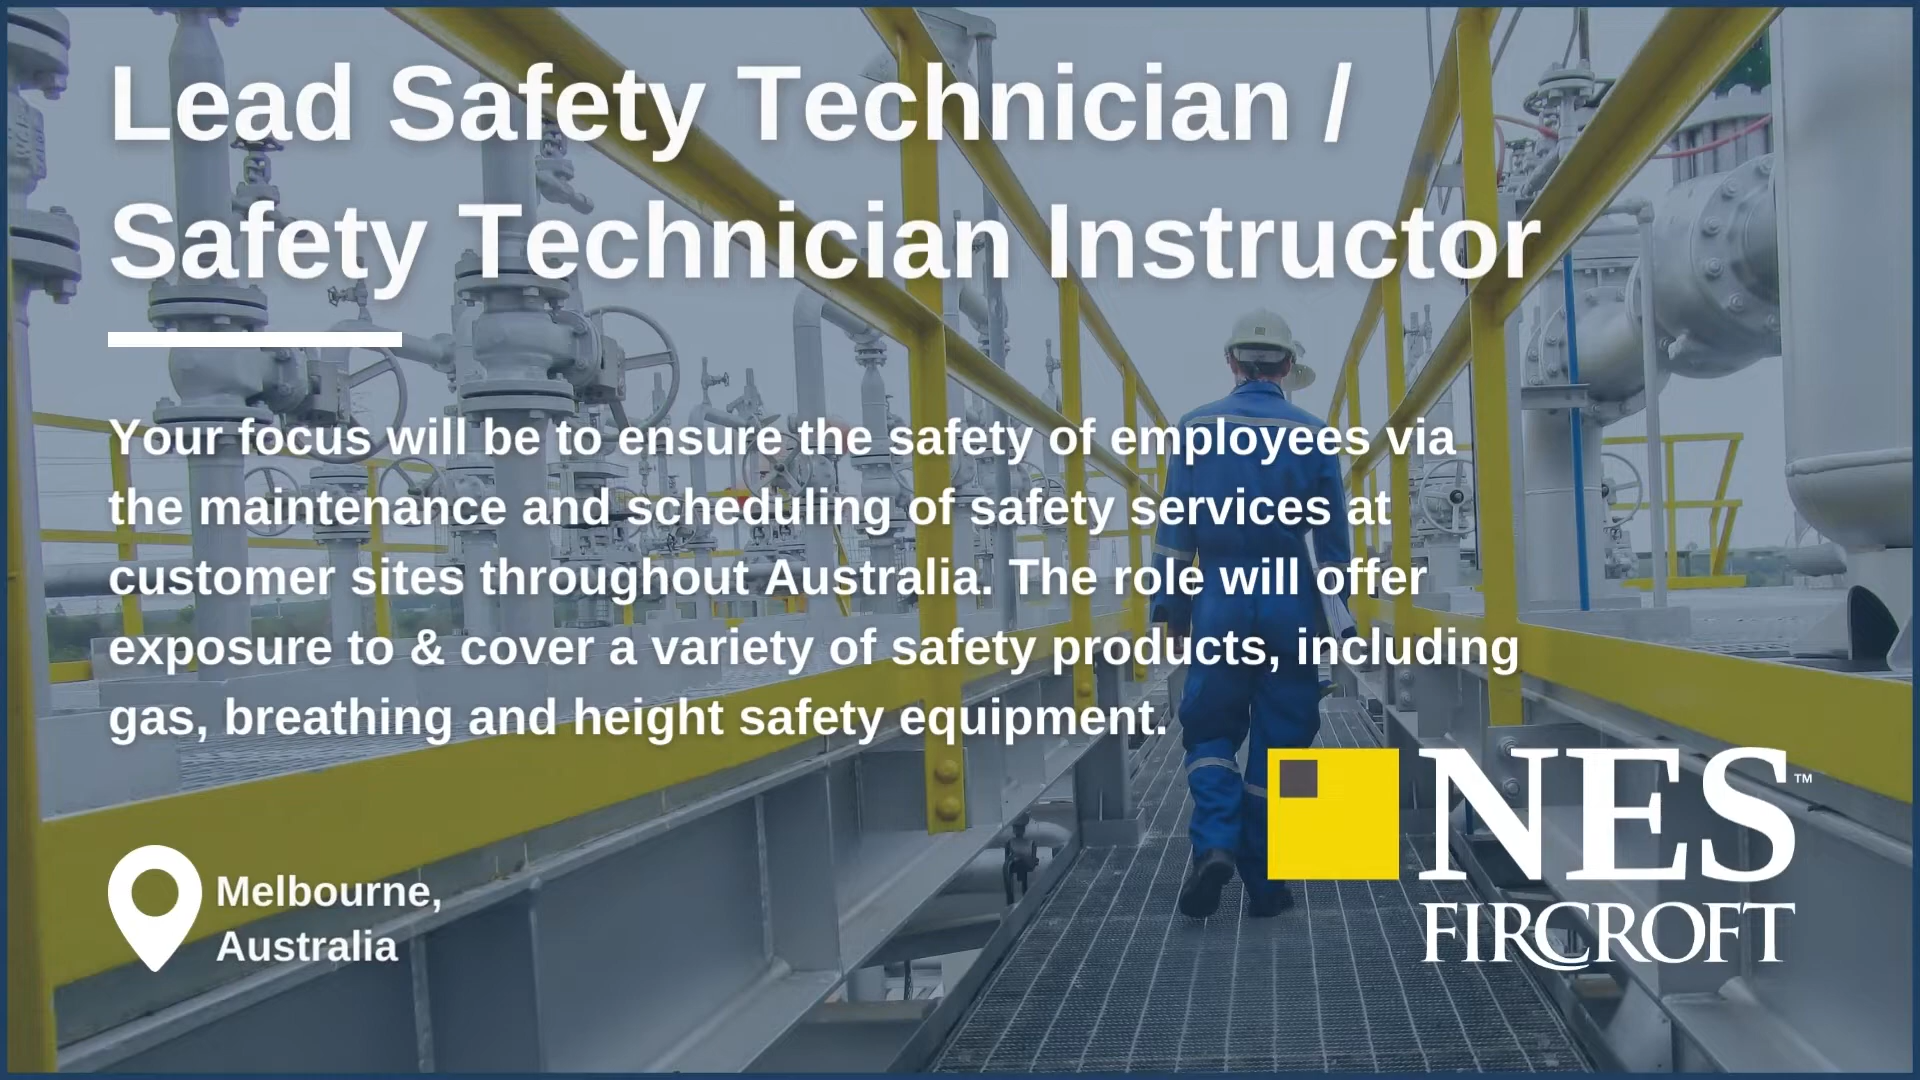 Lead Safety Technician /
Safety Technician Instructor
Your focus will be to ensure the safety of employees via
the maintenance and scheduling of safety services at
customer sites throughout Australia. The role will offer
exposure to & cover a variety of safety products, including
gas, breathing and height safety equipment.
Melbourne,
Australia
NES™
FIRCROFT